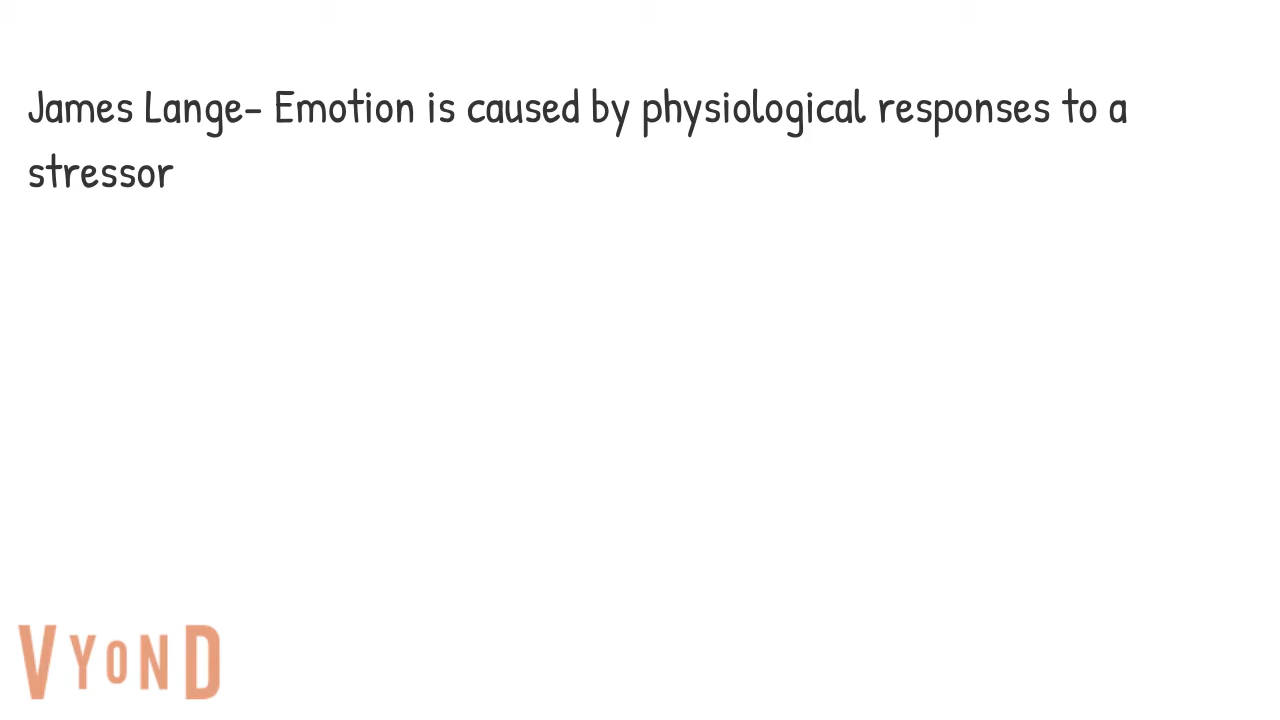 James Lange- Emotion is caused by physiological responses to a
stressor
VYOND